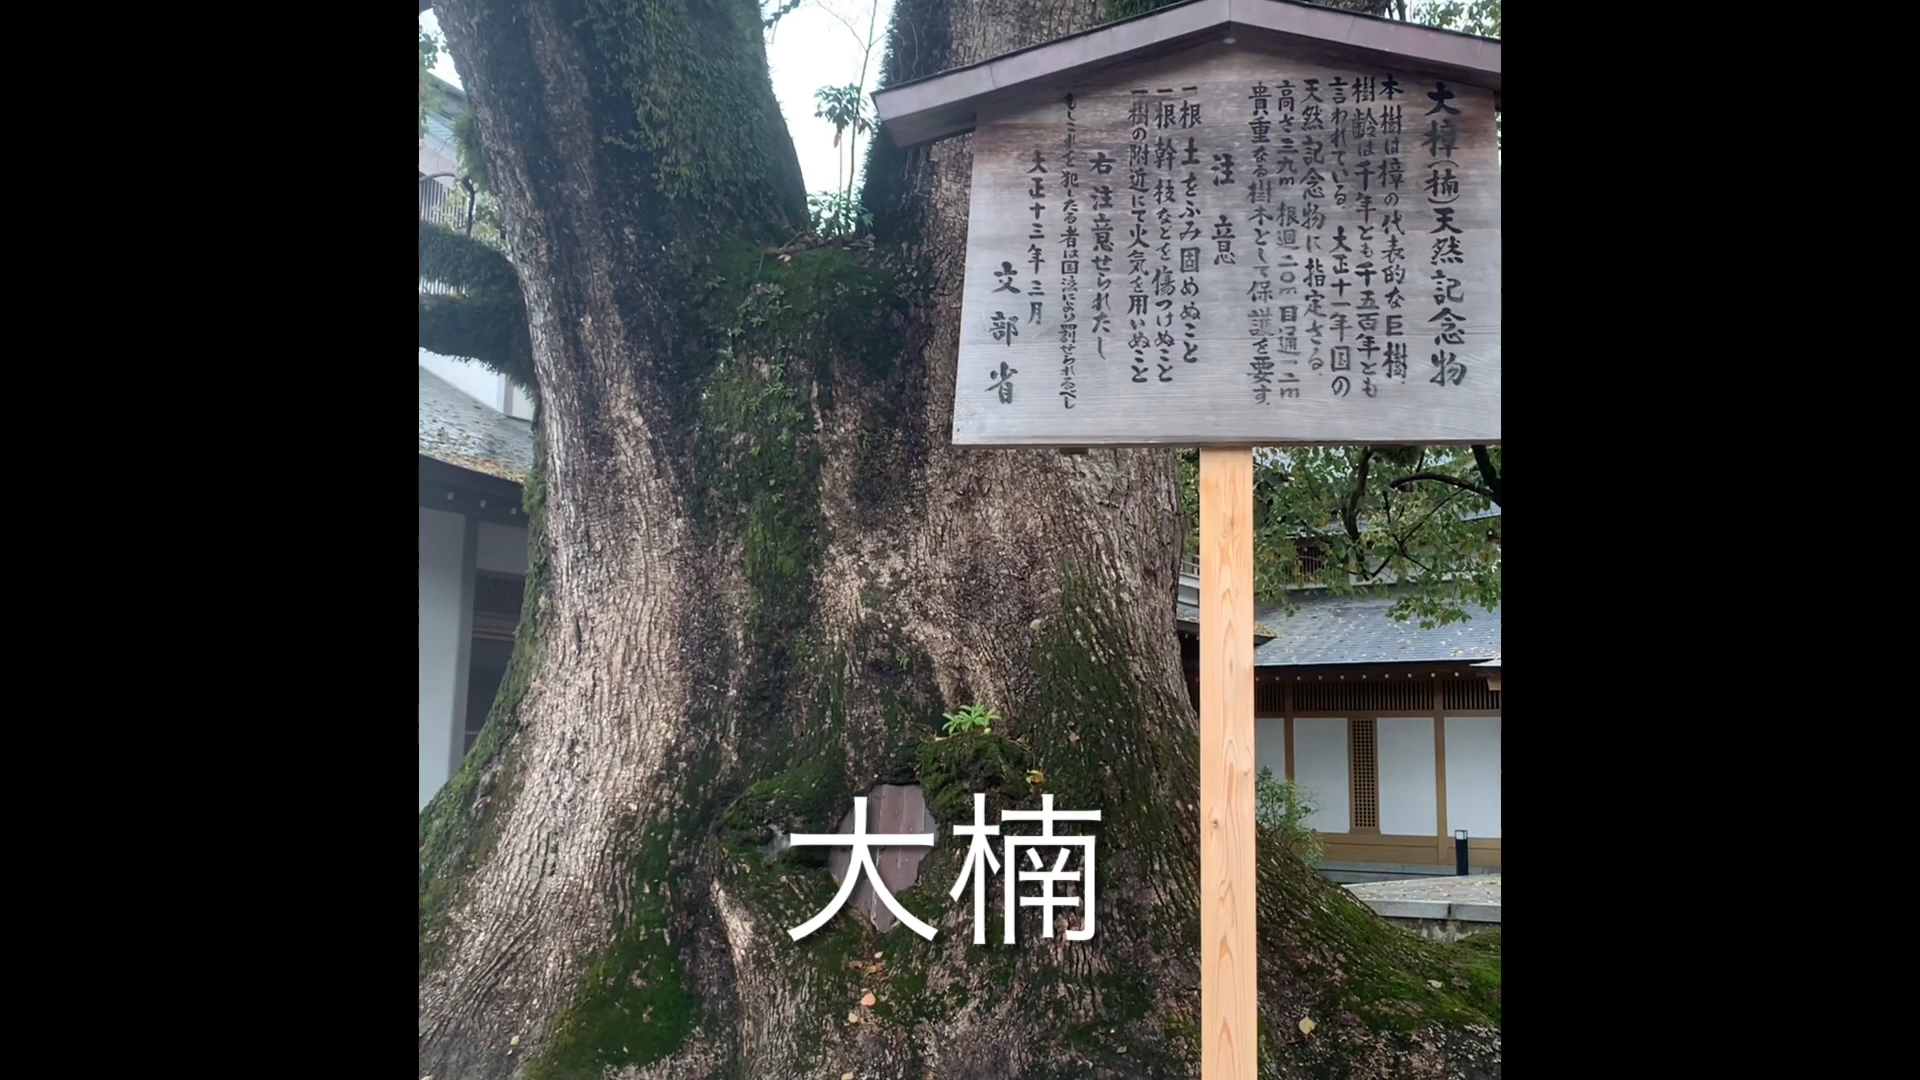 大樟(楠)天然記念物
本樹は樟の代表的な巨樹、
樹齢は千年とも千五百年とも
言われている。大正十一年国の
天然記念物に指定さる。
高さ三九m 根廻二〇m 目通一二m
貴重なる樹木として保護を要す。
注意
一根土をふみ固めぬこと
一根幹枝などを傷つけぬこと
一樹の附近にて火気を用いぬこと
右注意せられたし
もしこれを犯したる者は国法により罰せられるべし
大正十三年三月
文部省
大楠